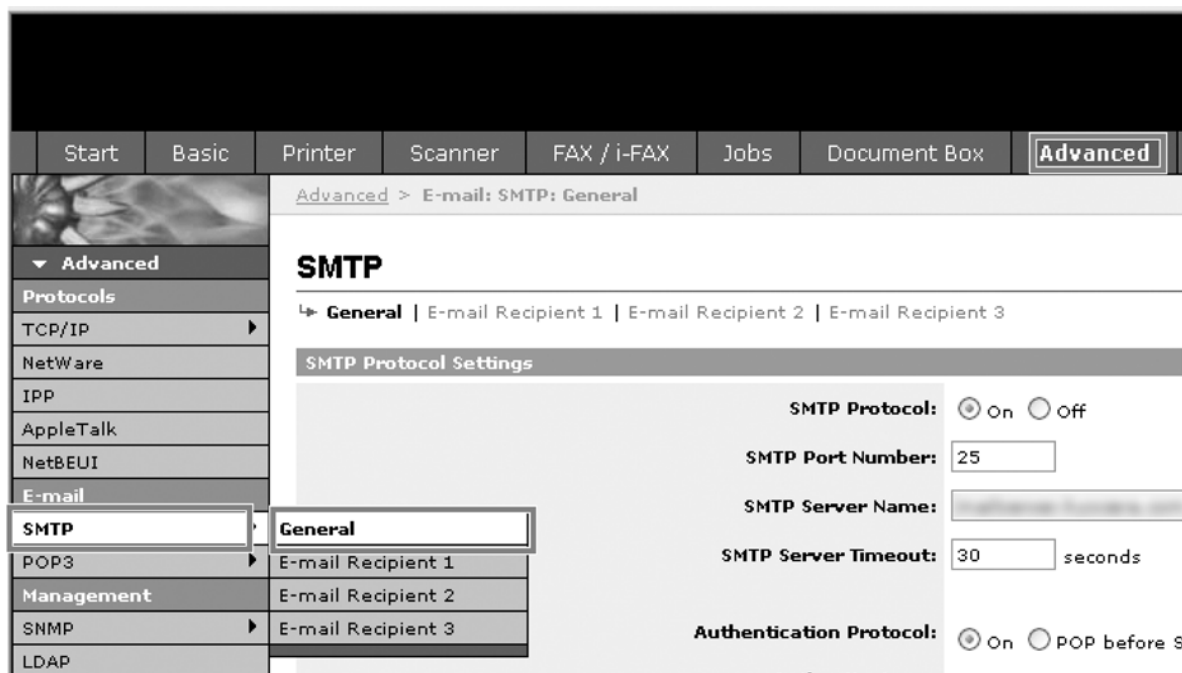 Start Basic Printer Scanner FAX / i-FAX Jobs Document Box Advanced
Advanced > E-mail: SMTP: General
Advanced
Protocols
TCP/IP
NetWare
IPP
AppleTalk
NetBEUI
E-mail
SMTP
POP3
Management
SNMP
LDAP
General
E-mail Recipient 1
E-mail Recipient 2
E-mail Recipient 3
SMTP
General | E-mail Recipient 1 | E-mail Recipient 2 | E-mail Recipient 3
SMTP Protocol Settings
SMTP Protocol: On Off
SMTP Port Number: 25
SMTP Server Name:
SMTP Server Timeout: 30 seconds
Authentication Protocol: On POP before S